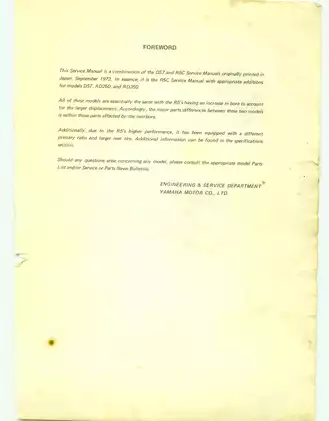 FOREWORD
This Service Manual is a combination of the DS7 and R5C Service Manuals originally printed in
Japan, September 1972. In essence, it is the R5C Service Manual with appropriate additions
for models DS7, RD250, and RD350.
All of these models are essentially the same with the R5's having an increase in bore to account
for the larger displacement. Accordingly, the major parts differences between these two models
is within those parts affected by the overbore.
Additionally, due to the RD's higher performance, it has been equipped with a different
primary ratio and larger rear tire. Additional information can be found in the specifications
section.
Should any questions arise concerning any model, please consult the appropriate model Parts
List and/or Service or Parts News Bulletins.
ENGINEERING & SERVICE DEPARTMENT
YAMAHA MOTOR CO., LTD.